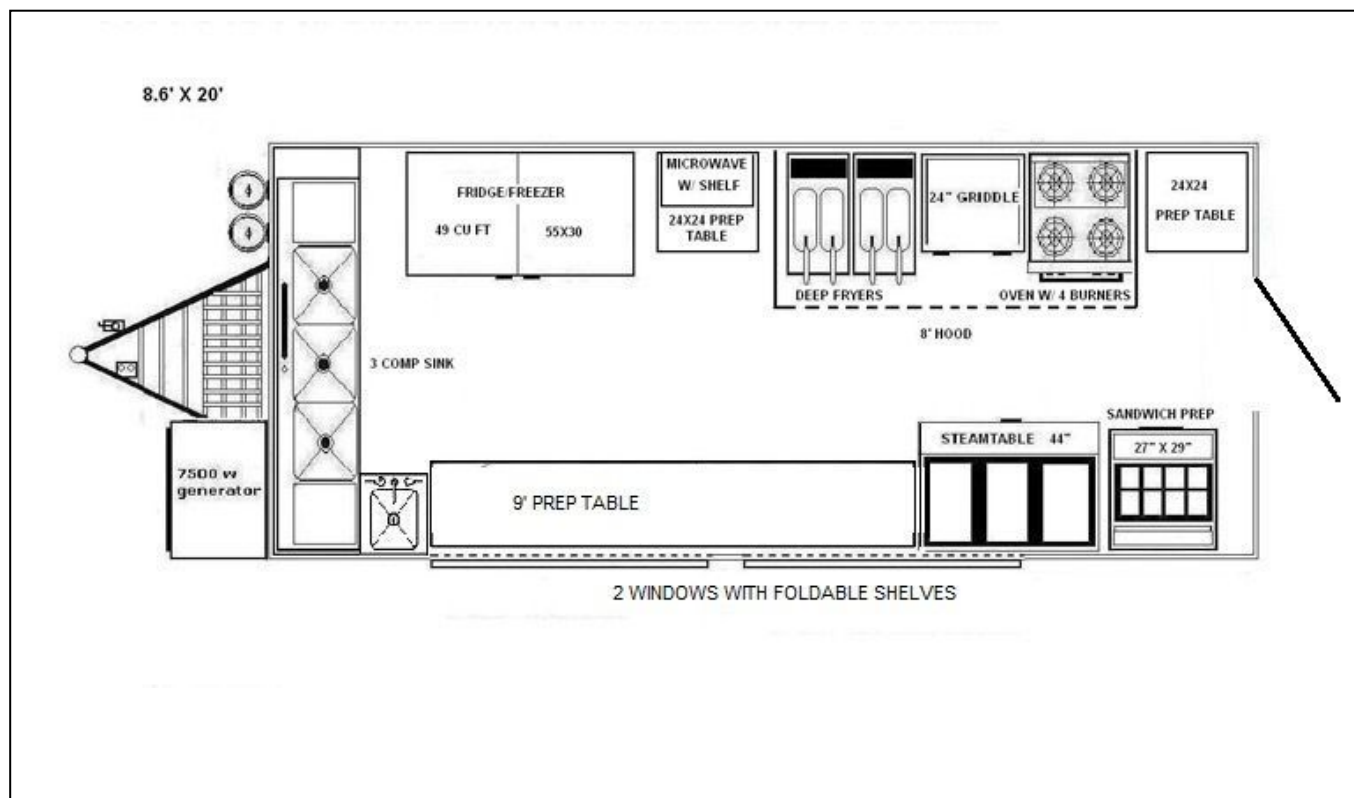 8.6' X 20'
4
4
FRIDGE/FREEZER
49 CU FT 55X30
MICROWAVE
W/ SHELF
24X24 PREP
TABLE
24" GRIDDLE
24X24
PREP TABLE
DEEP FRYERS
OVEN W/ 4 BURNERS
8' HOOD
3 COMP SINK
7500 w
generator
9' PREP TABLE
STEAMTABLE 44"
SANDWICH PREP
27" X 29"
2 WINDOWS WITH FOLDABLE SHELVES